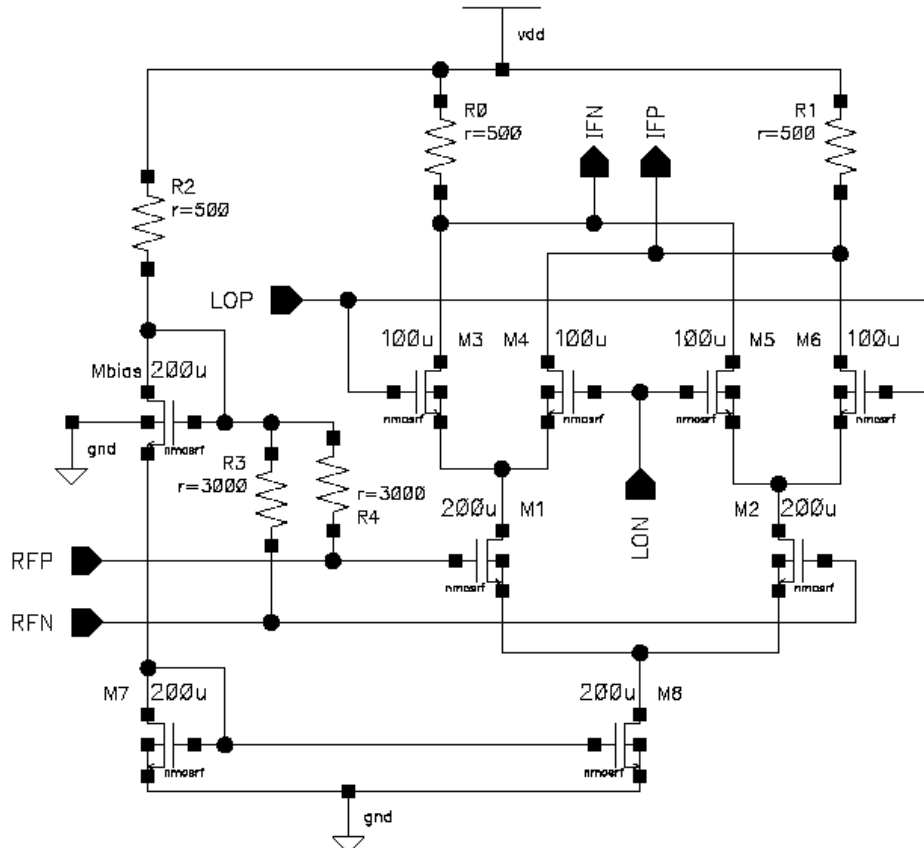 vdd
R0
r=500
IFN
IFP
R1
r=500
R2
r=500
LOP
100u M3 M4 100u
100u M5 M6 100u
Mbias 200u
nmosrf
nmosrf
nmosrf
nmosrf
gnd
nmosrf
R3
r=3000
r=3000
R4
200u M1
LON
M2 200u
RFP
nmosrf
nmosrf
RFN
M7 200u
200u M8
nmosrf
nmosrf
gnd